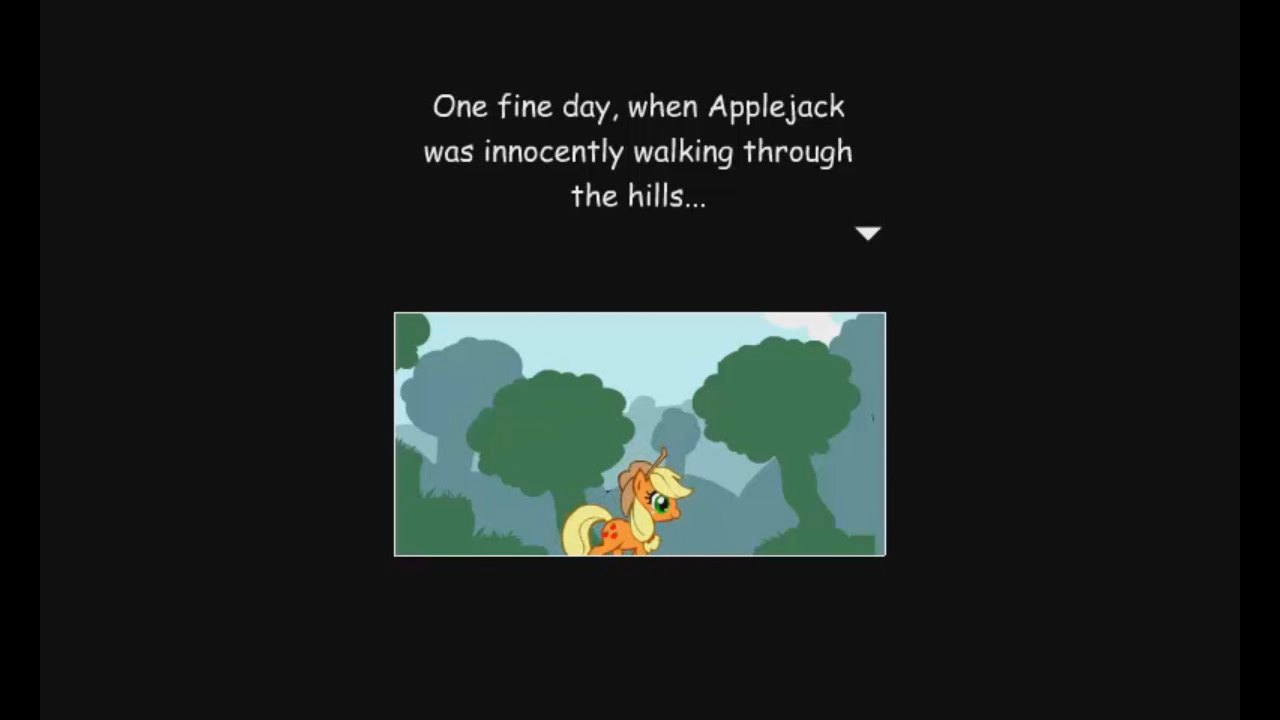 One fine day, when Applejack
was innocently walking through
the hills...